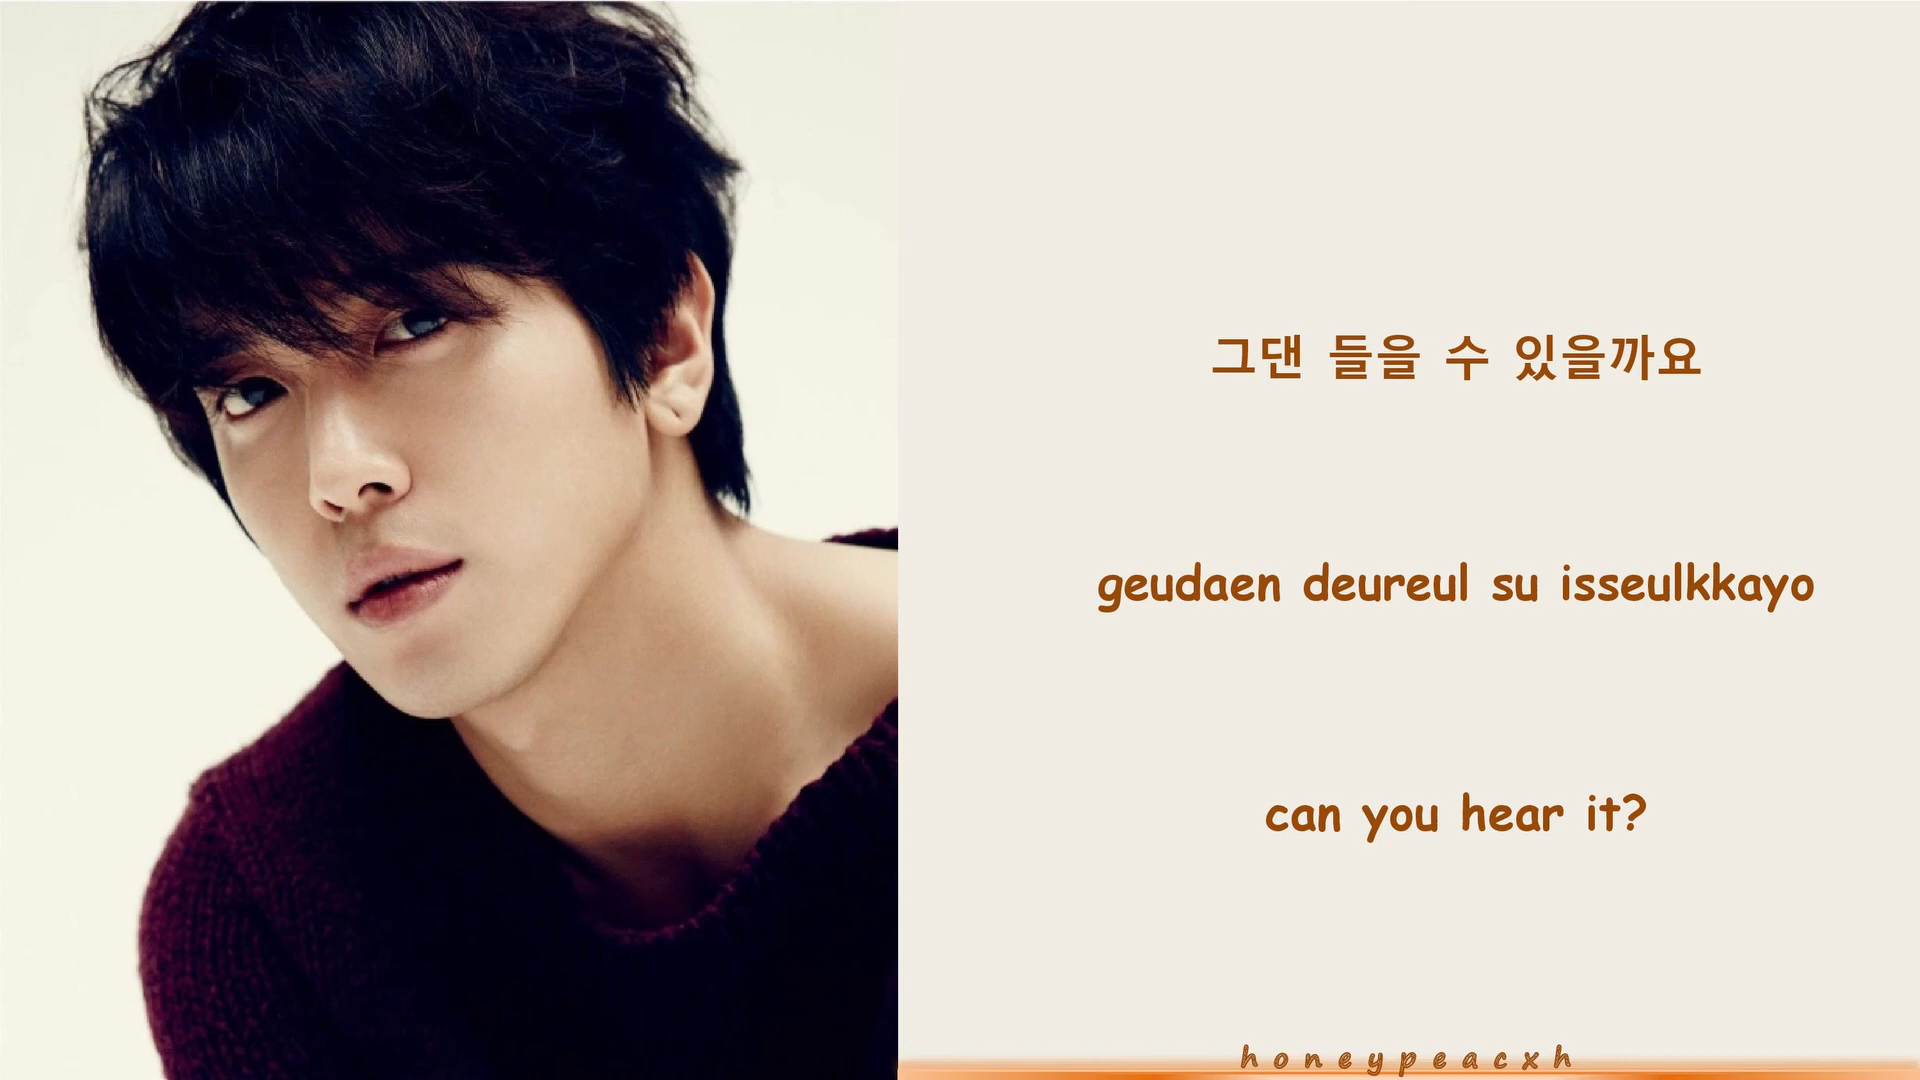 그댄 들을 수 있을까요
geudaen deureul su isseulkkayo
can you hear it?
honeypeacxh